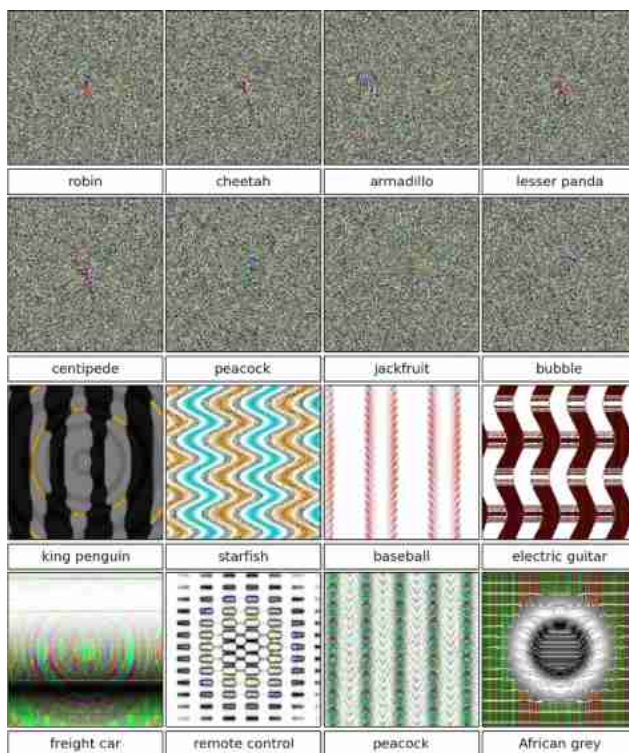 robin
cheetah
armadillo
lesser panda
centipede
peacock
jackfruit
bubble
king penguin
starfish
baseball
electric guitar
freight car
remote control
peacock
African grey